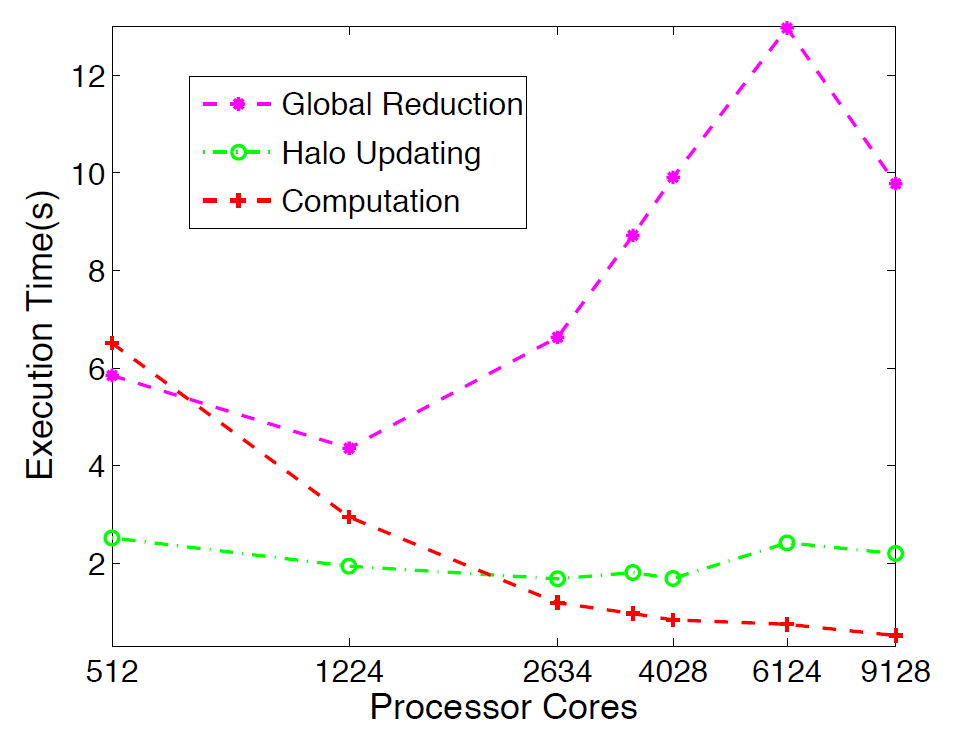 12
10
8
6
4
2
Execution Time(s)
Global Reduction
Halo Updating
Computation
512 1224 2634 4028 6124 9128
Processor Cores